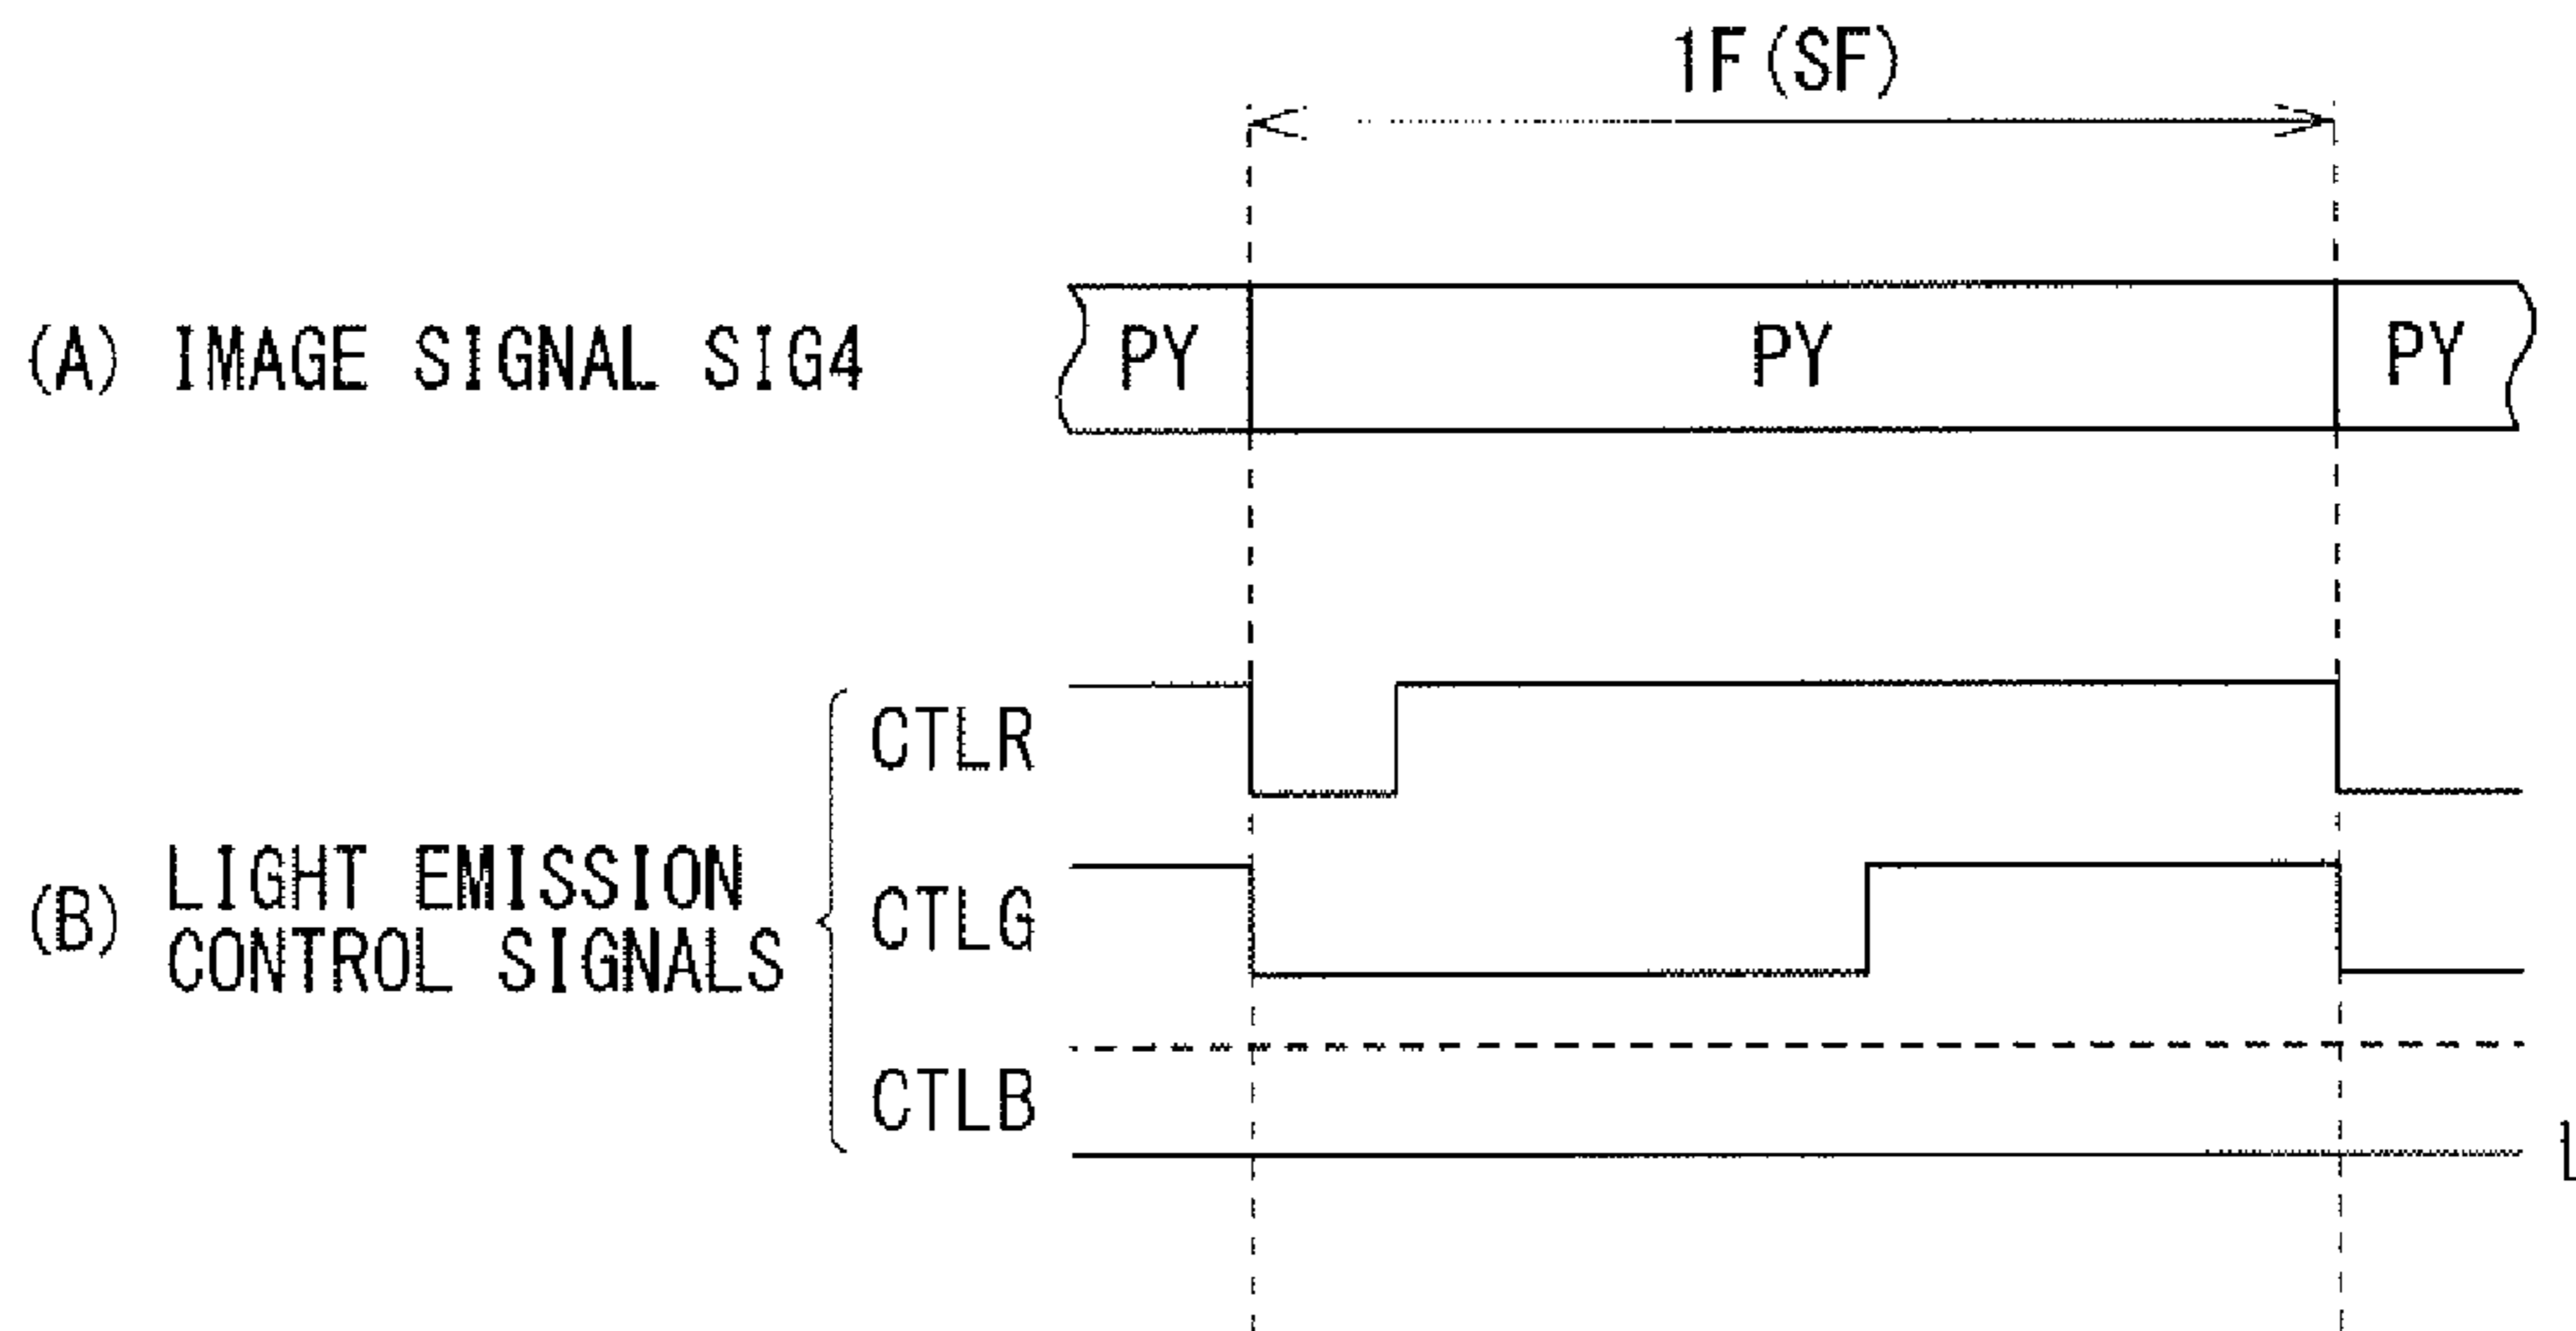 1F(SF)
(A) IMAGE SIGNAL SIG4
PY
PY
PY
CTLR
(B) LIGHT EMISSION
CONTROL SIGNALS
CTLG
CTLB